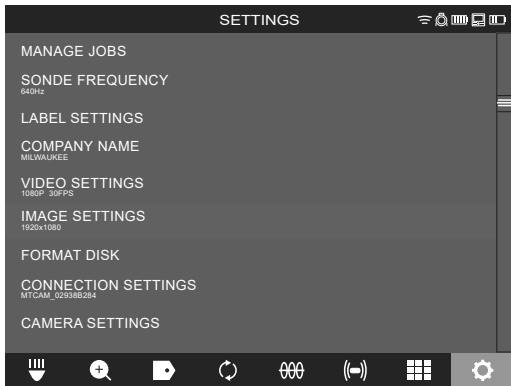 SETTINGS
MANAGE JOBS
SONDE FREQUENCY
640Hz
LABEL SETTINGS
COMPANY NAME
MILWAUKEE
VIDEO SETTINGS
1080P 30FPS
IMAGE SETTINGS
1920x1080
FORMAT DISK
CONNECTION SETTINGS
MTCAM_02938B284
CAMERA SETTINGS